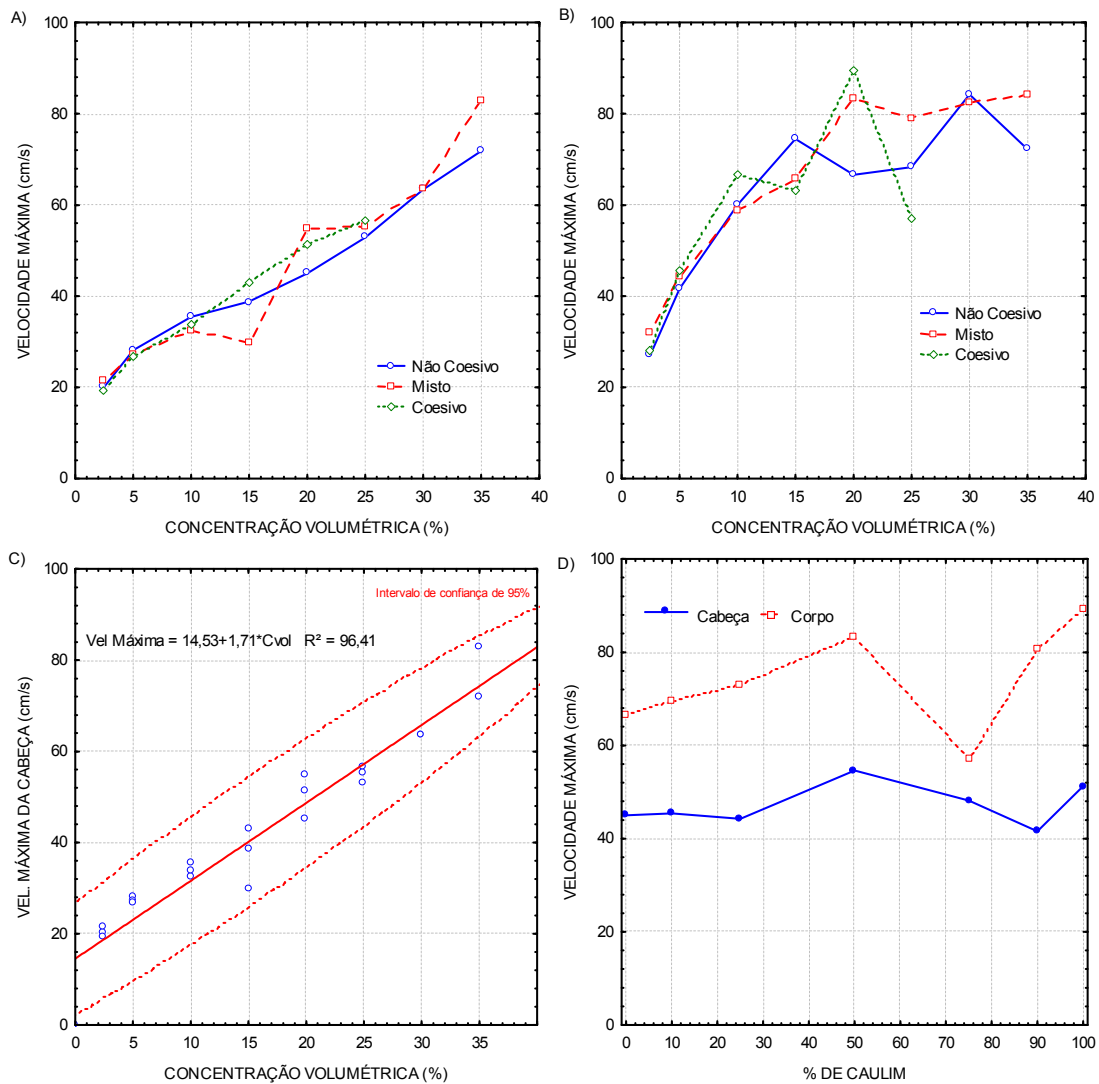 A)
100
80
60
40
20
0
VELOCIDADE MÁXIMA (cm/s)
Não Coesivo
Misto
Coesivo
0 5 10 15 20 25 30 35 40
CONCENTRAÇÃO VOLUMÉTRICA (%)
B)
100
80
60
40
20
0
VELOCIDADE MÁXIMA (cm/s)
Não Coesivo
Misto
Coesivo
0 5 10 15 20 25 30 35 40
CONCENTRAÇÃO VOLUMÉTRICA (%)
C)
100
80
60
40
20
0
VEL. MÁXIMA DA CABEÇA (cm/s)
Intervalo de confiança de 95%
Vel Máxima = 14,53+1,71*Cvol R² = 96,41
0 5 10 15 20 25 30 35
CONCENTRAÇÃO VOLUMÉTRICA (%)
D)
100
80
60
40
20
0
VELOCIDADE MÁXIMA (cm/s)
Cabeça Corpo
0 10 20 30 40 50 60 70 80 90 100
% DE CAULIM